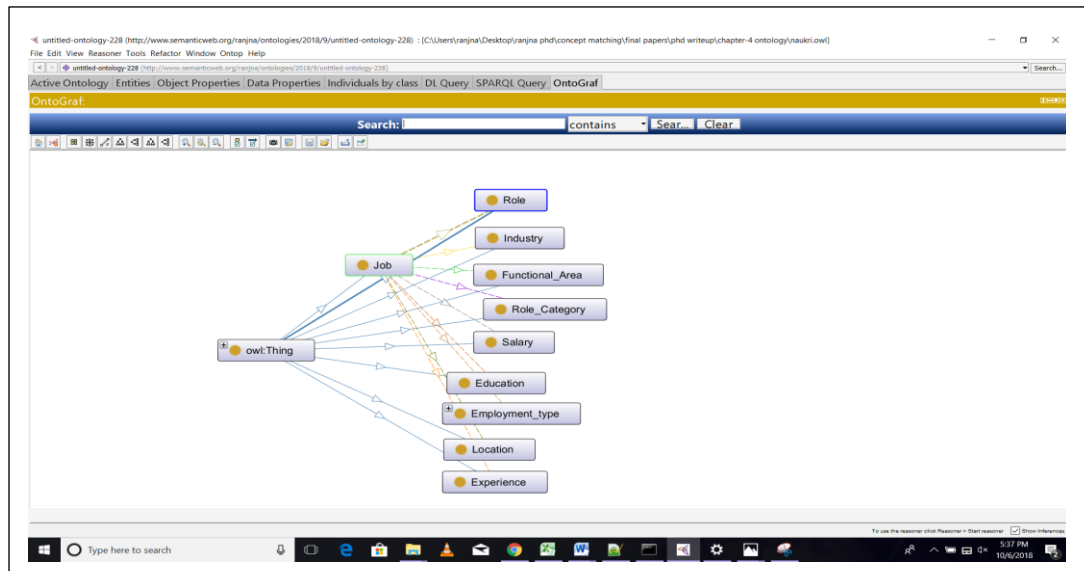 untitled-ontology-228 (http://www.semanticweb.org/ranjna/ontologies/2018/9/untitled-ontology-228) : [C:\Users\ranjna\Desktop\ranjna phd\concept matching\final papers\phd writeup\chapter-4 ontology\naukri.owl]
File Edit View Reasoner Tools Refactor Window Ontop Help
< > untitled-ontology-228 (http://www.semanticweb.org/ranjna/ontologies/2018/9/untitled-ontology-228) Search...
Active Ontology Entities Object Properties Data Properties Individuals by class DL Query SPARQL Query OntoGraf
OntoGraf:
Search: contains Sear... Clear
Role
Industry
Job
Functional_Area
Role_Category
Salary
owl:Thing
Education
Employment_type
Location
Experience
To use the reasoner click Reasoner > Start reasoner Show Inferences
Type here to search
5:37 PM
10/6/2018